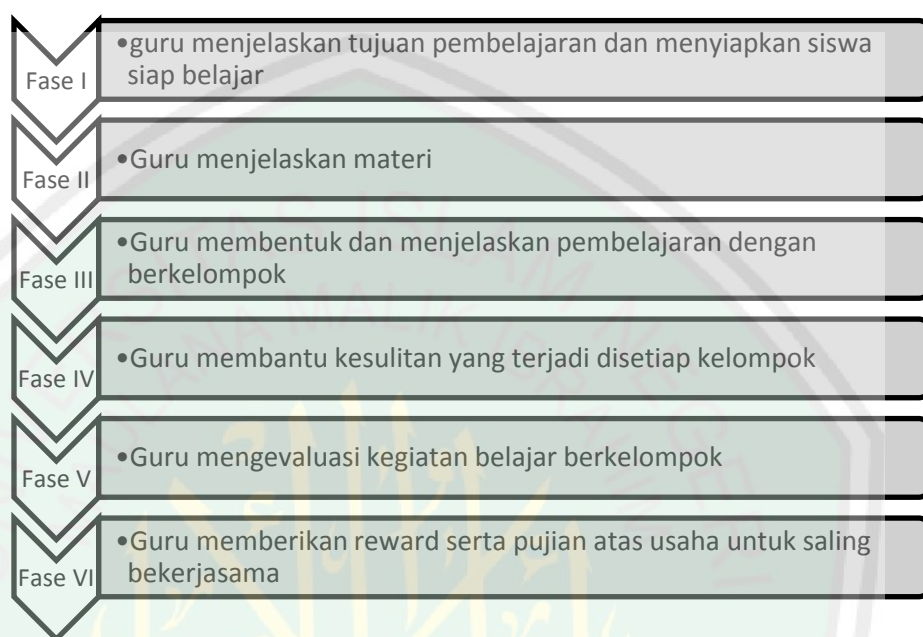 Fase I
•guru menjelaskan tujuan pembelajaran dan menyiapkan siswa
siap belajar
Fase II
•Guru menjelaskan materi
Fase III
•Guru membentuk dan menjelaskan pembelajaran dengan
berkelompok
Fase IV
•Guru membantu kesulitan yang terjadi disetiap kelompok
Fase V
•Guru mengevaluasi kegiatan belajar berkelompok
Fase VI
•Guru memberikan reward serta pujian atas usaha untuk saling
bekerjasama